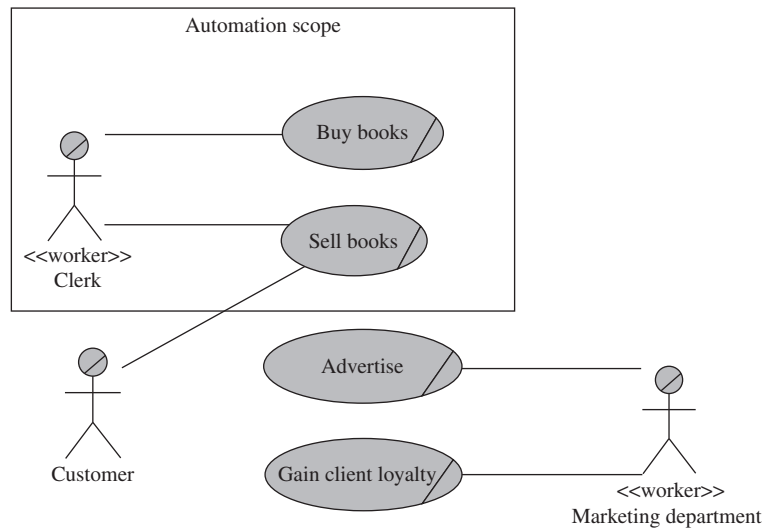 Automation scope
Buy books
Sell books
<<worker>>
Clerk
Advertise
Customer
Gain client loyalty
<<worker>>
Marketing department